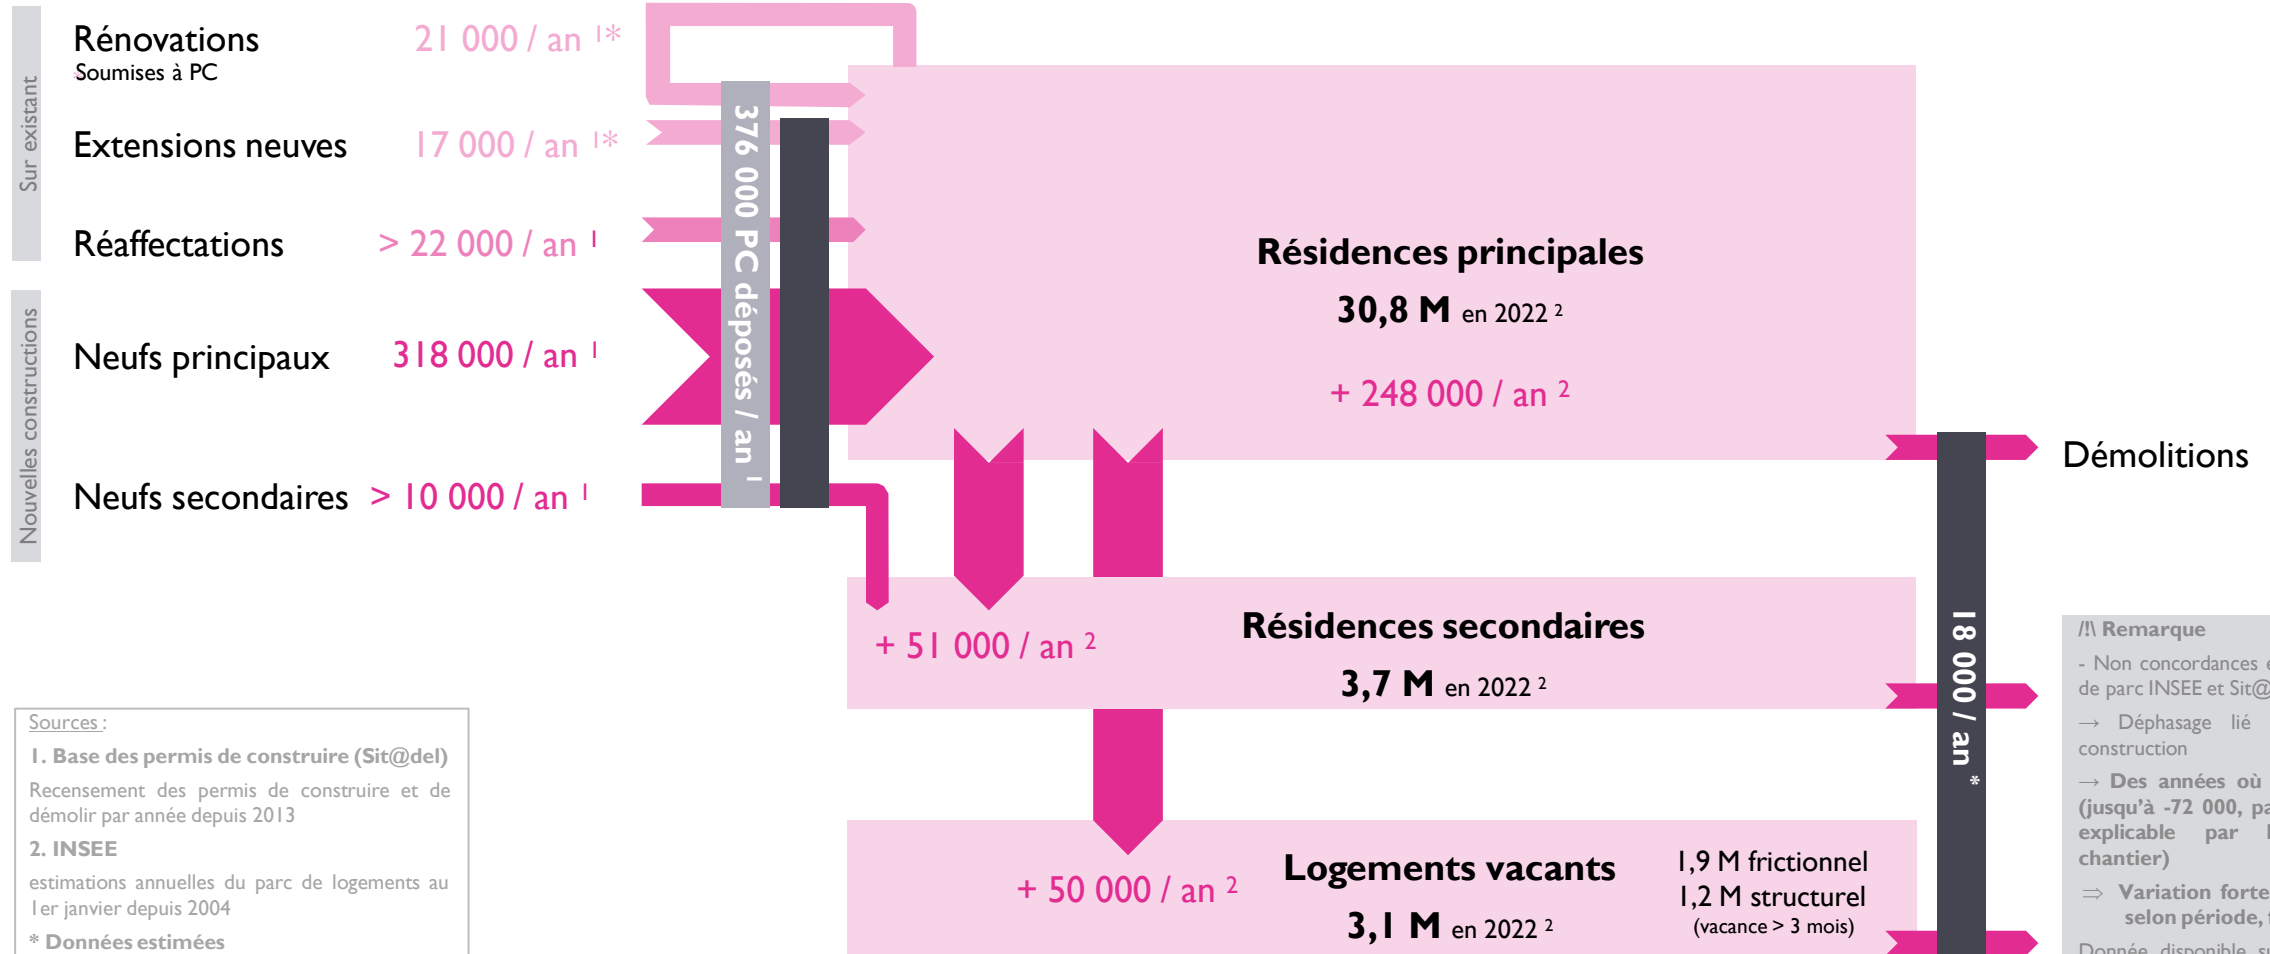 Sur existant
Rénovations 21 000 / an 1*
Soumises à PC
Extensions neuves 17 000 / an 1*
Réaffectations > 22 000 / an 1
Nouvelles constructions
Neufs principaux 318 000 / an 1
Neufs secondaires > 10 000 / an 1
376 000 PC déposés / an 1
Résidences principales
30,8 M en 2022 2
+ 248 000 / an 2
Démolitions
18 000 / an *
Résidences secondaires
+ 51 000 / an 2
3,7 M en 2022 2
Logements vacants
+ 50 000 / an 2
3,1 M en 2022 2
1,9 M frictionnel
1,2 M structurel
(vacance > 3 mois)
Sources :
1. Base des permis de construire (Sit@del)
Recensement des permis de construire et de
démolir par année depuis 2013
2. INSEE
estimations annuelles du parc de logements au
1er janvier depuis 2004
* Données estimées
/!\ Remarque
- Non concordances
de parc INSEE et
→ Déphasage lié
construction
→ Des années où
(jusqu'à -72 000,
explicable par
chantier)
⇒ Variation forte
selon période,
Donnée disponible